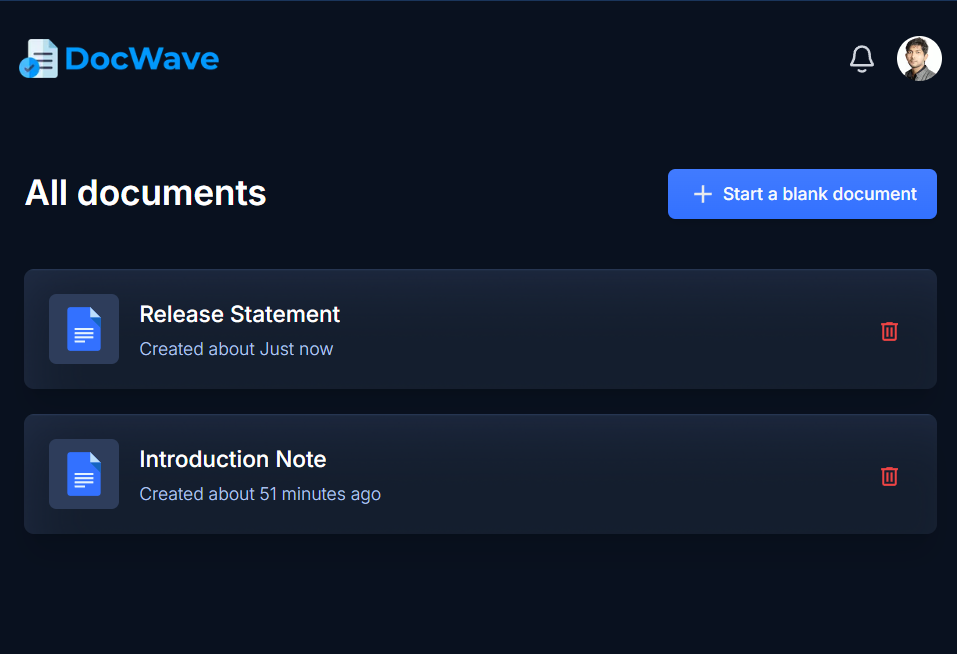 DocWave
All documents
Start a blank document
Release Statement
Created about Just now
Introduction Note
Created about 51 minutes ago